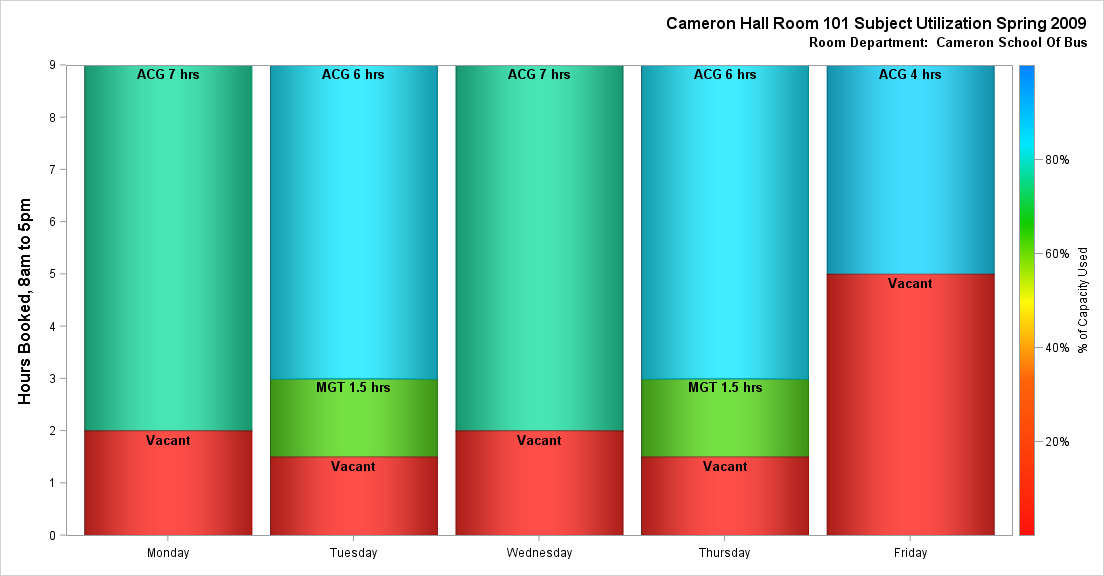 Cameron Hall Room 101 Subject Utilization Spring 2009
Room Department:  Cameron School Of Bus
Hours Booked, 8am to 5pm
9
8
7
6
5
4
3
2
1
0
ACG 7 hrs
Vacant
ACG 6 hrs
MGT 1.5 hrs
Vacant
ACG 7 hrs
Vacant
ACG 6 hrs
MGT 1.5 hrs
Vacant
ACG 4 hrs
Vacant
Monday
Tuesday
Wednesday
Thursday
Friday
80%
60%
40%
20%
% of Capacity Used